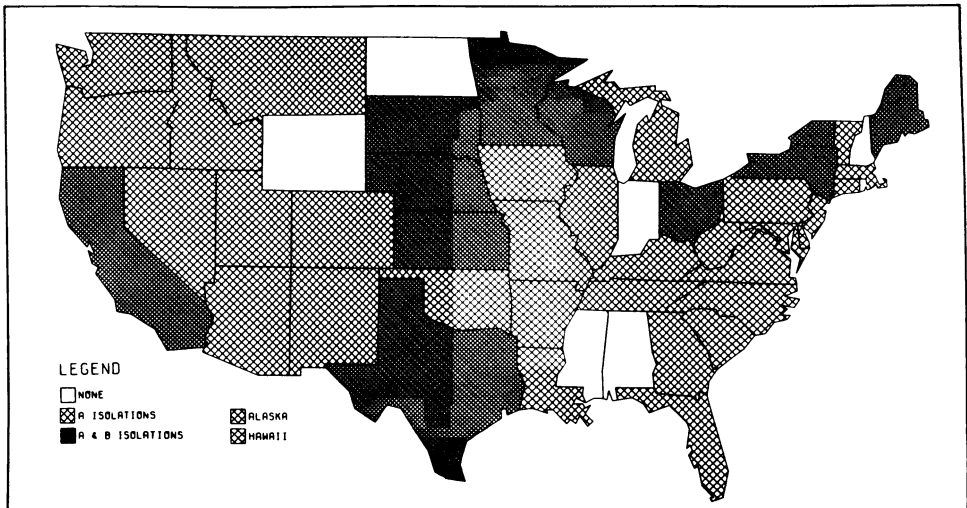 LEGEND
NONE
A ISOLATIONS
A & B ISOLATIONS
ALASKA
HAWAII